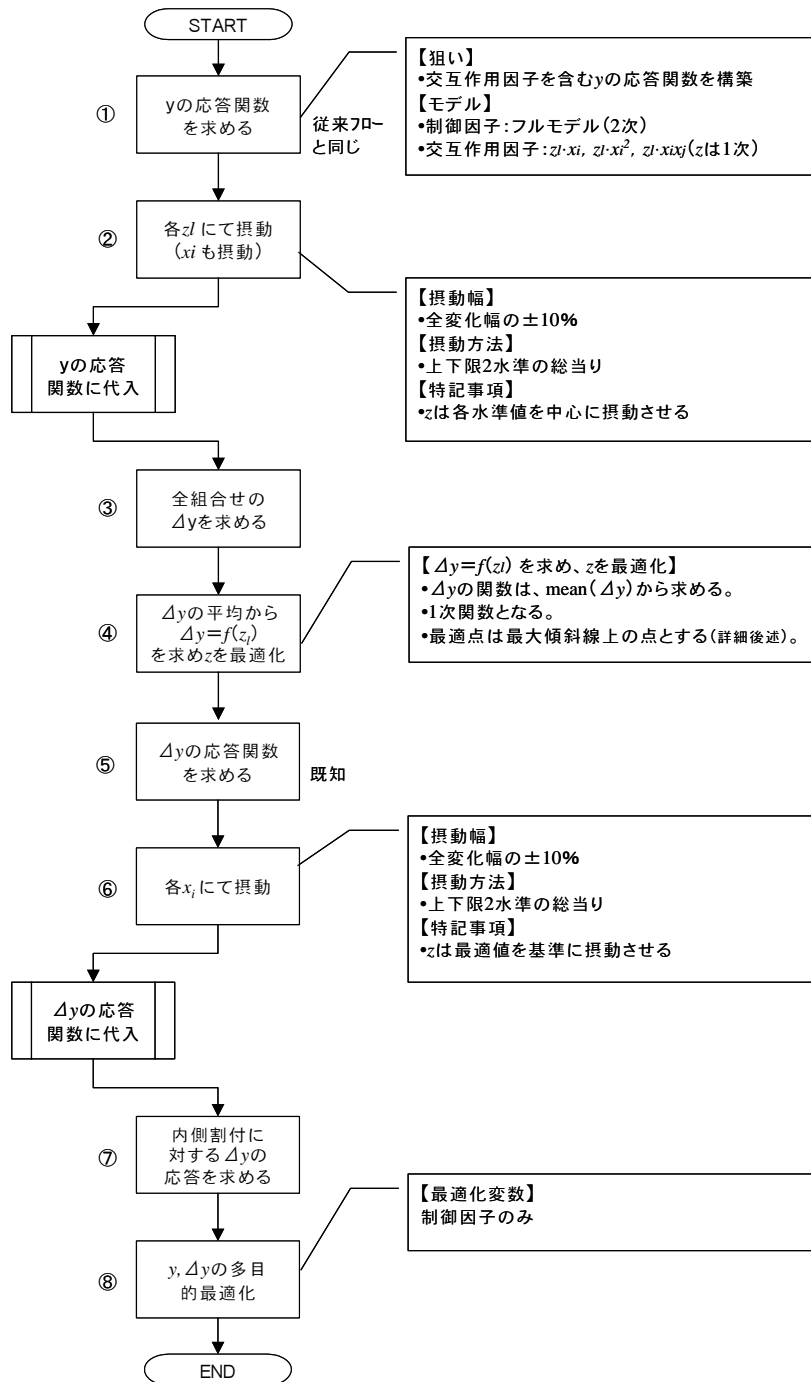 START
①
yの応答関数
を求める
従来フロー
と同じ
【狙い】
•交互作用因子を含むyの応答関数を構築
【モデル】
•制御因子:フルモデル(2次)
•交互作用因子:zl·xi, zl·xi², zl·xixj(zは1次)
②
各zl にて摂動
(xi も摂動)
【摂動幅】
•全変化幅の±10%
【摂動方法】
•上下限2水準の総当り
【特記事項】
•zは各水準値を中心に摂動させる
yの応答
関数に代入
③
全組合せの
Δyを求める
④
Δyの平均から
Δy=f(zl)
を求めzを最適化
【Δy=f(zl) を求め、zを最適化】
•Δyの関数は、mean(Δy)から求める。
•1次関数となる。
•最適点は最大傾斜線上の点とする(詳細後述)。
⑤
Δyの応答関数
を求める
既知
⑥
各xiにて摂動
【摂動幅】
•全変化幅の±10%
【摂動方法】
•上下限2水準の総当り
【特記事項】
•zは最適値を基準に摂動させる
Δyの応答
関数に代入
⑦
内側割付に
対するΔyの
応答を求める
⑧
y, Δyの多目
的最適化
【最適化変数】
制御因子のみ
END